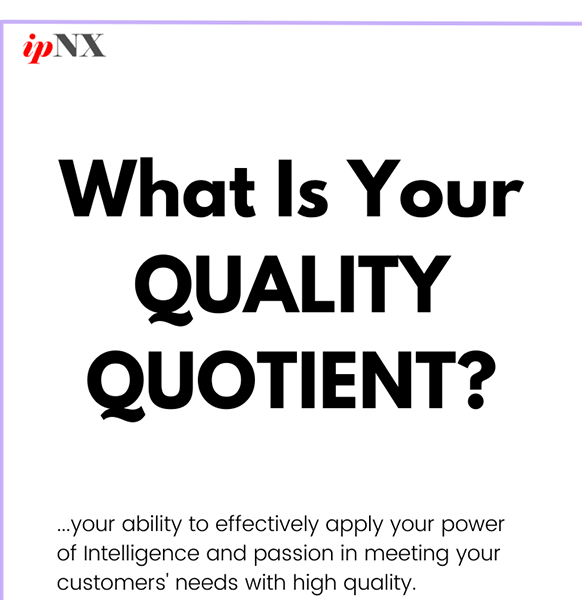 ipNX
What Is Your
QUALITY
QUOTIENT?
...your ability to effectively apply your power
of Intelligence and passion in meeting your
customers' needs with high quality.